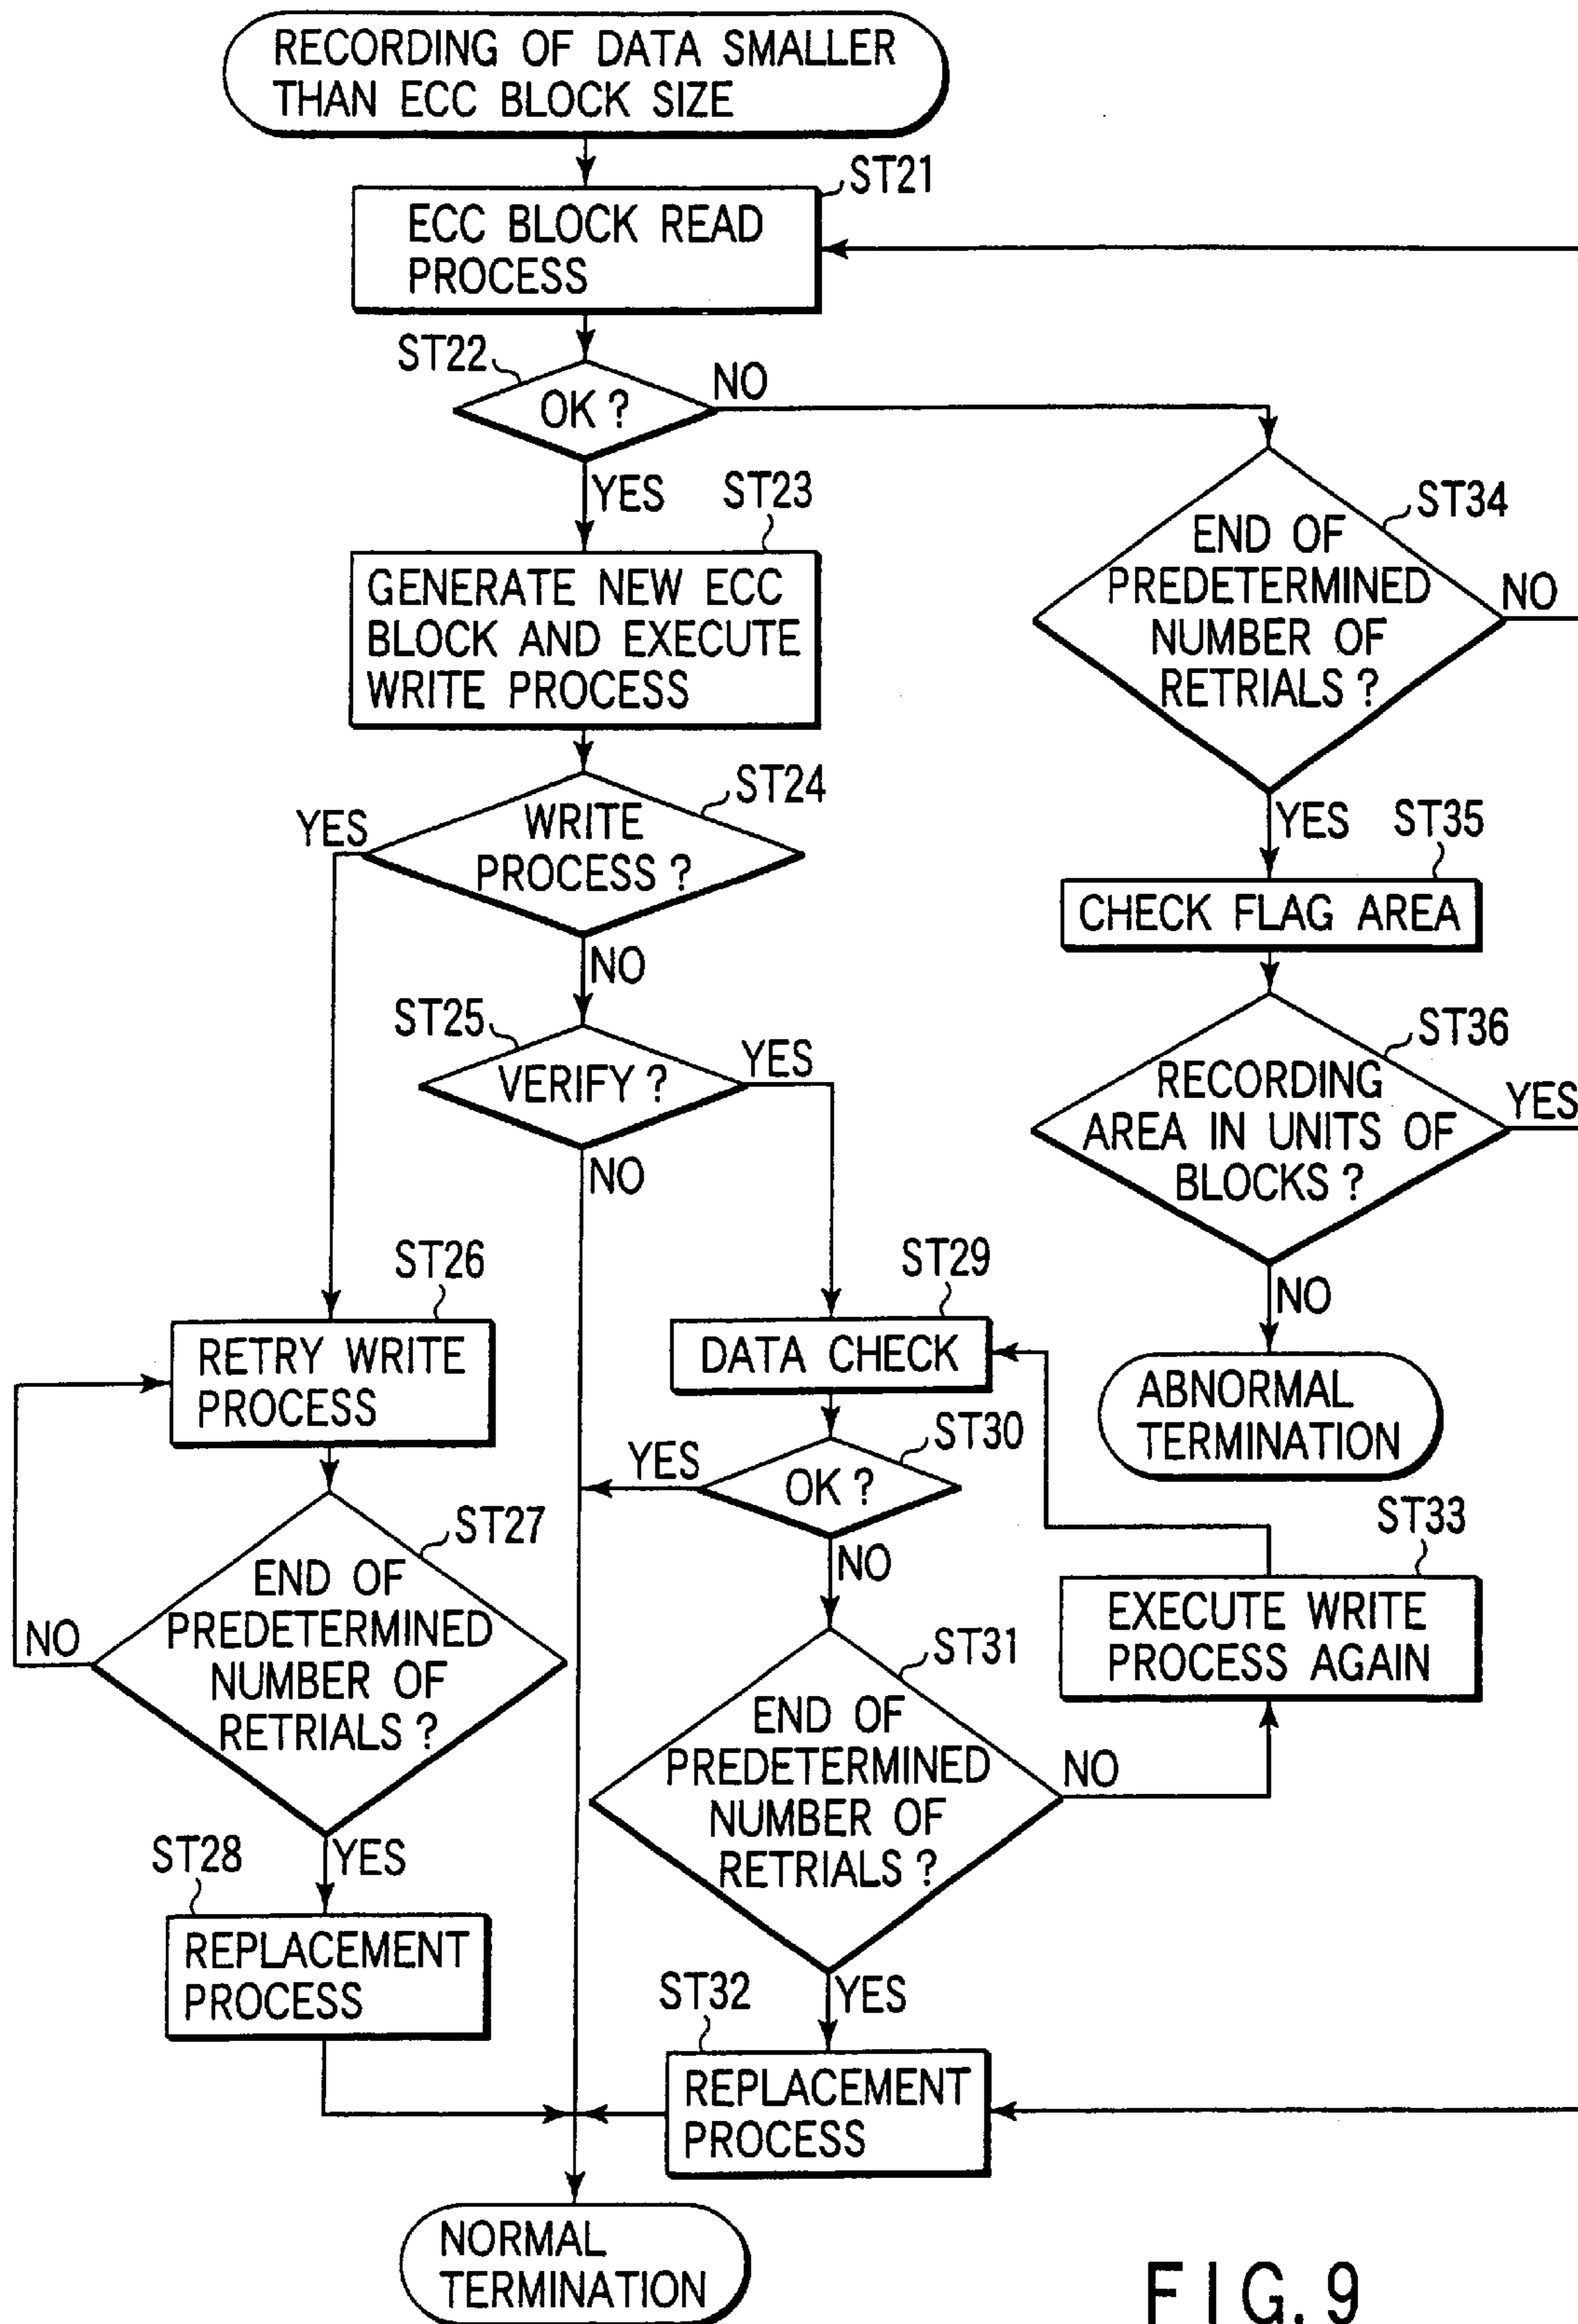 RECORDING OF DATA SMALLER
THAN ECC BLOCK SIZE
ST21
ECC BLOCK READ
PROCESS
ST22
OK ?
NO
YES
ST23
GENERATE NEW ECC
BLOCK AND EXECUTE
WRITE PROCESS
ST34
END OF
PREDETERMINED
NUMBER OF
RETRIALS ?
NO
YES
ST24
WRITE
PROCESS ?
YES
NO
ST35
CHECK FLAG AREA
ST25
VERIFY ?
YES
NO
ST36
RECORDING
AREA IN UNITS OF
BLOCKS ?
YES
NO
ABNORMAL
TERMINATION
ST26
RETRY WRITE
PROCESS
ST29
DATA CHECK
ST30
OK ?
YES
NO
ST27
END OF
PREDETERMINED
NUMBER OF
RETRIALS ?
NO
YES
ST33
EXECUTE WRITE
PROCESS AGAIN
ST31
END OF
PREDETERMINED
NUMBER OF
RETRIALS ?
NO
YES
ST28
REPLACEMENT
PROCESS
ST32
REPLACEMENT
PROCESS
NORMAL
TERMINATION
FIG. 9